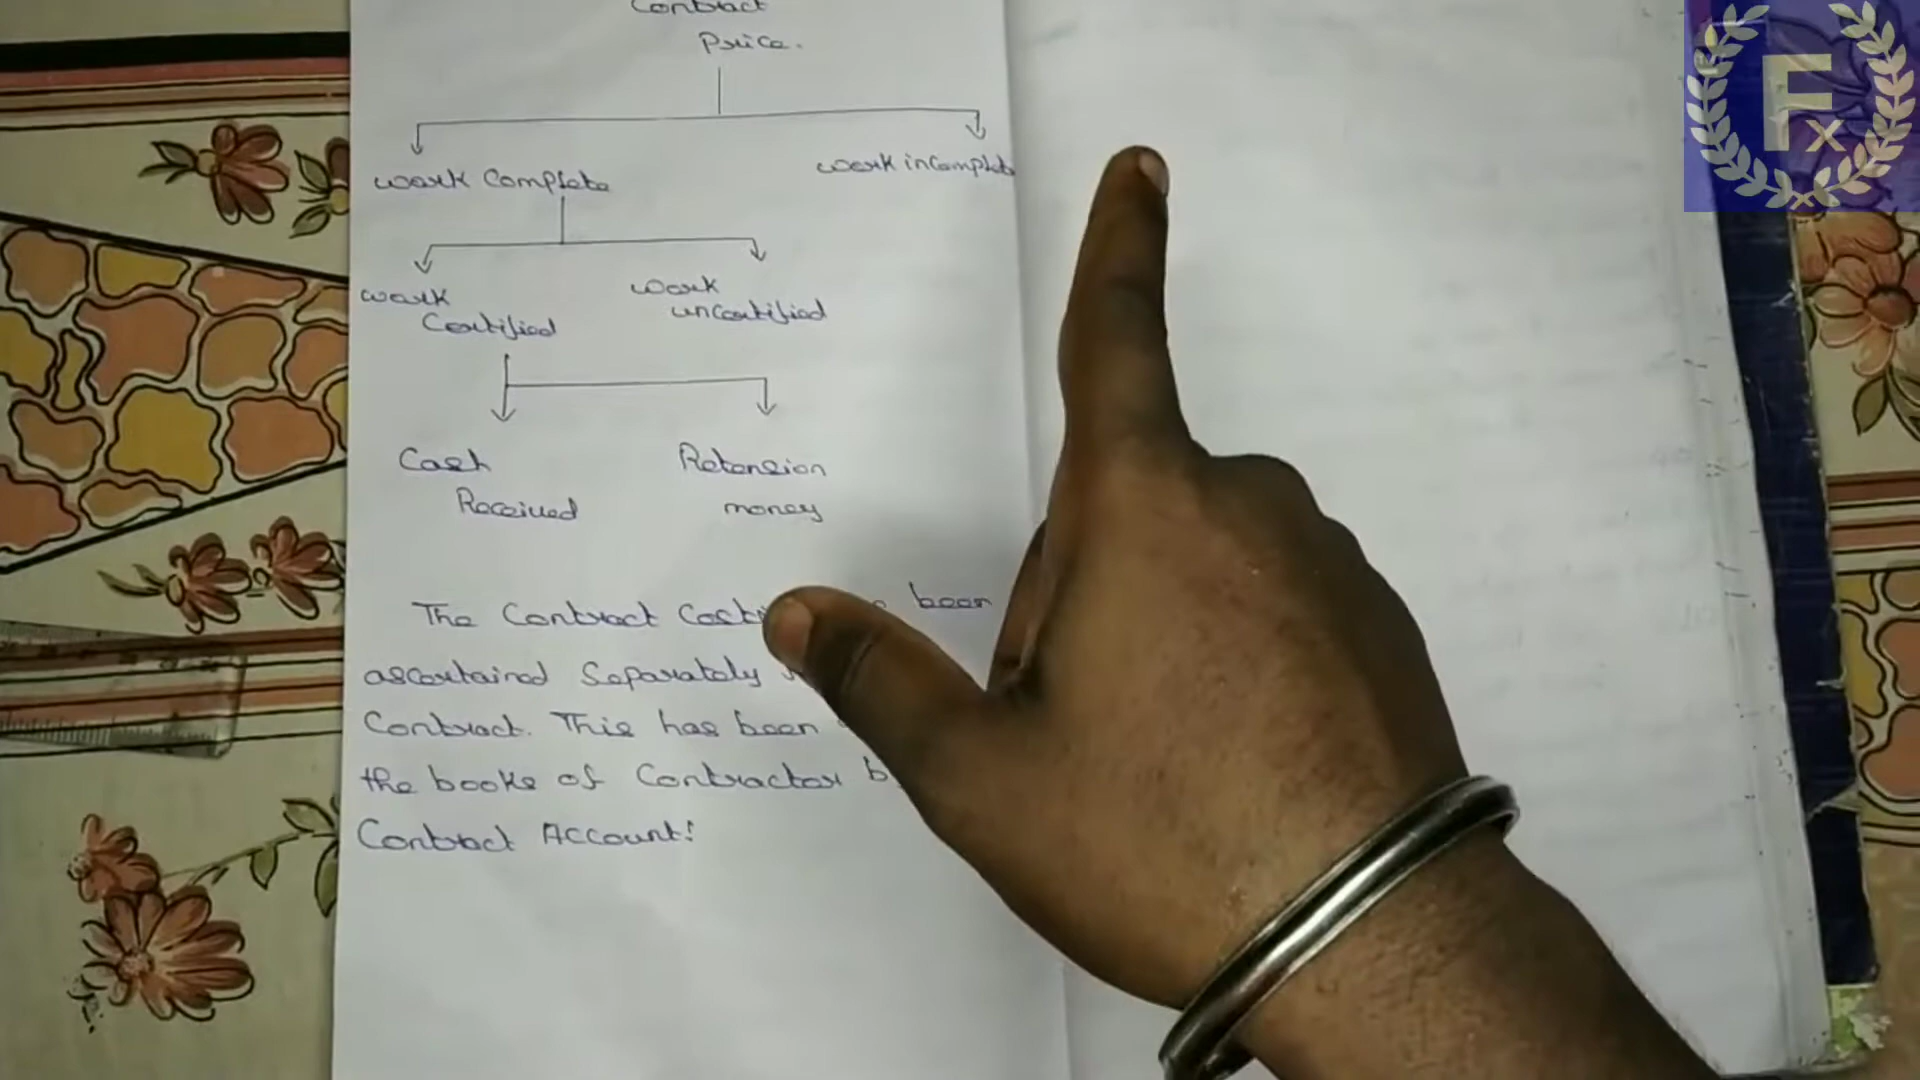 Contract
Price.
Work Complete
Work incomplete
Work
Certified
Work
uncertified
Cash
Received
Retension
money
The Contract been
ascertained Separately
Contract. This has been
the books of Contractor
Contract Account!
Fx